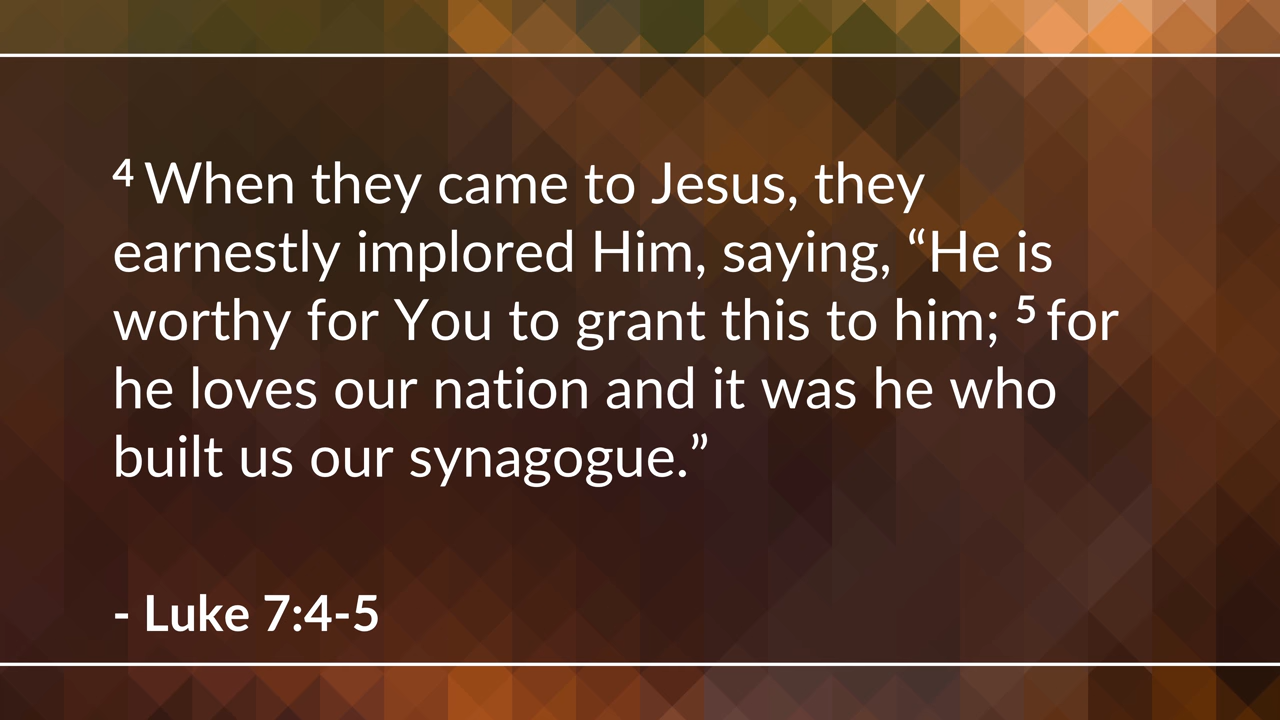 4 When they came to Jesus, they
earnestly implored Him, saying, “He is
worthy for You to grant this to him; 5 for
he loves our nation and it was he who
built us our synagogue.”
- Luke 7:4-5